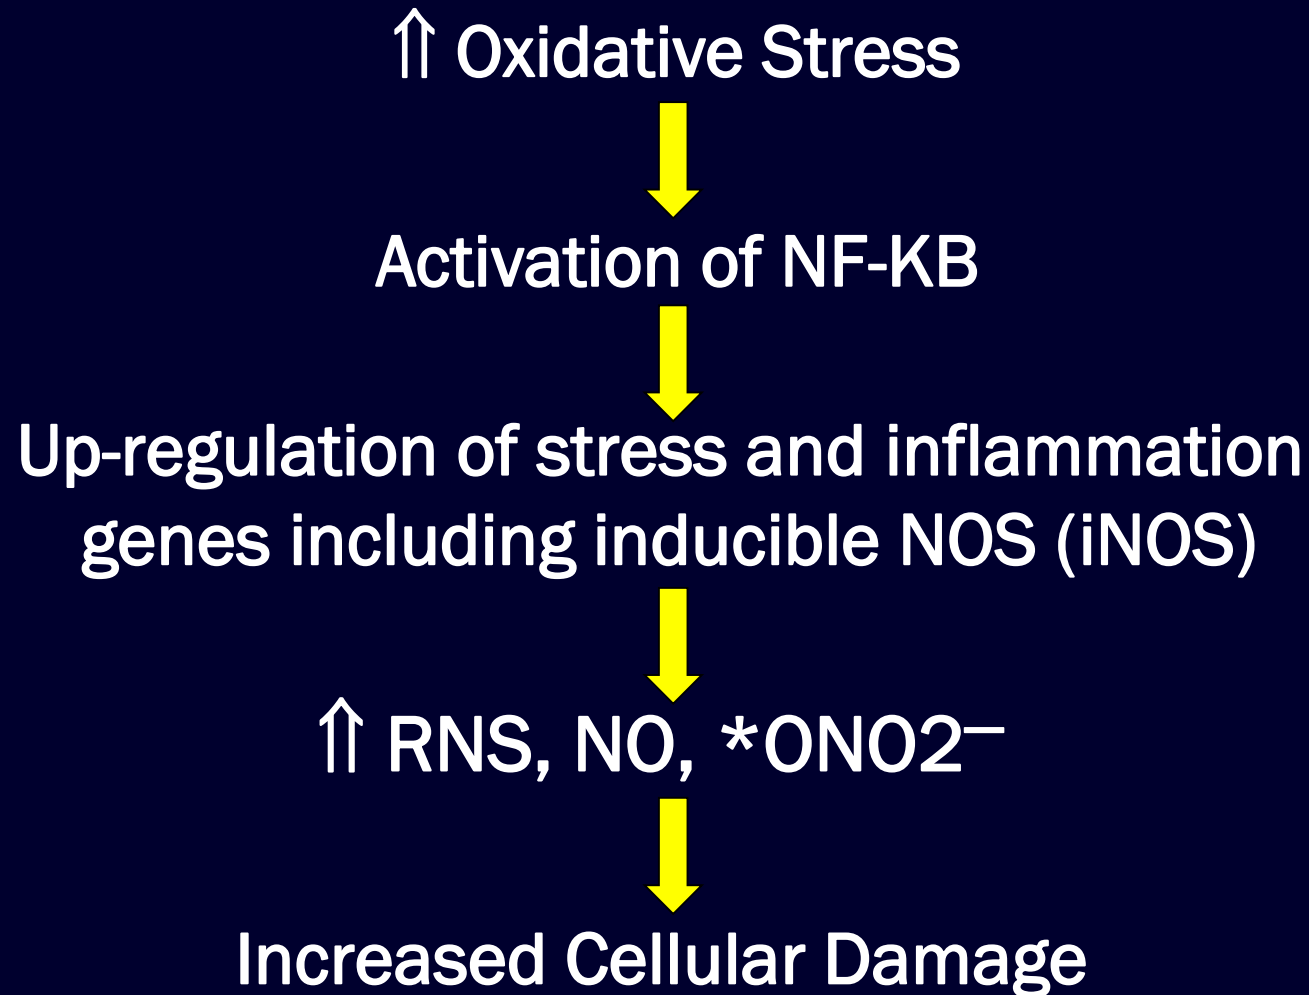 ⇑ Oxidative Stress
Activation of NF-KB
Up-regulation of stress and inflammation
genes including inducible NOS (iNOS)
⇑ RNS, NO, *ONO2⁻
Increased Cellular Damage